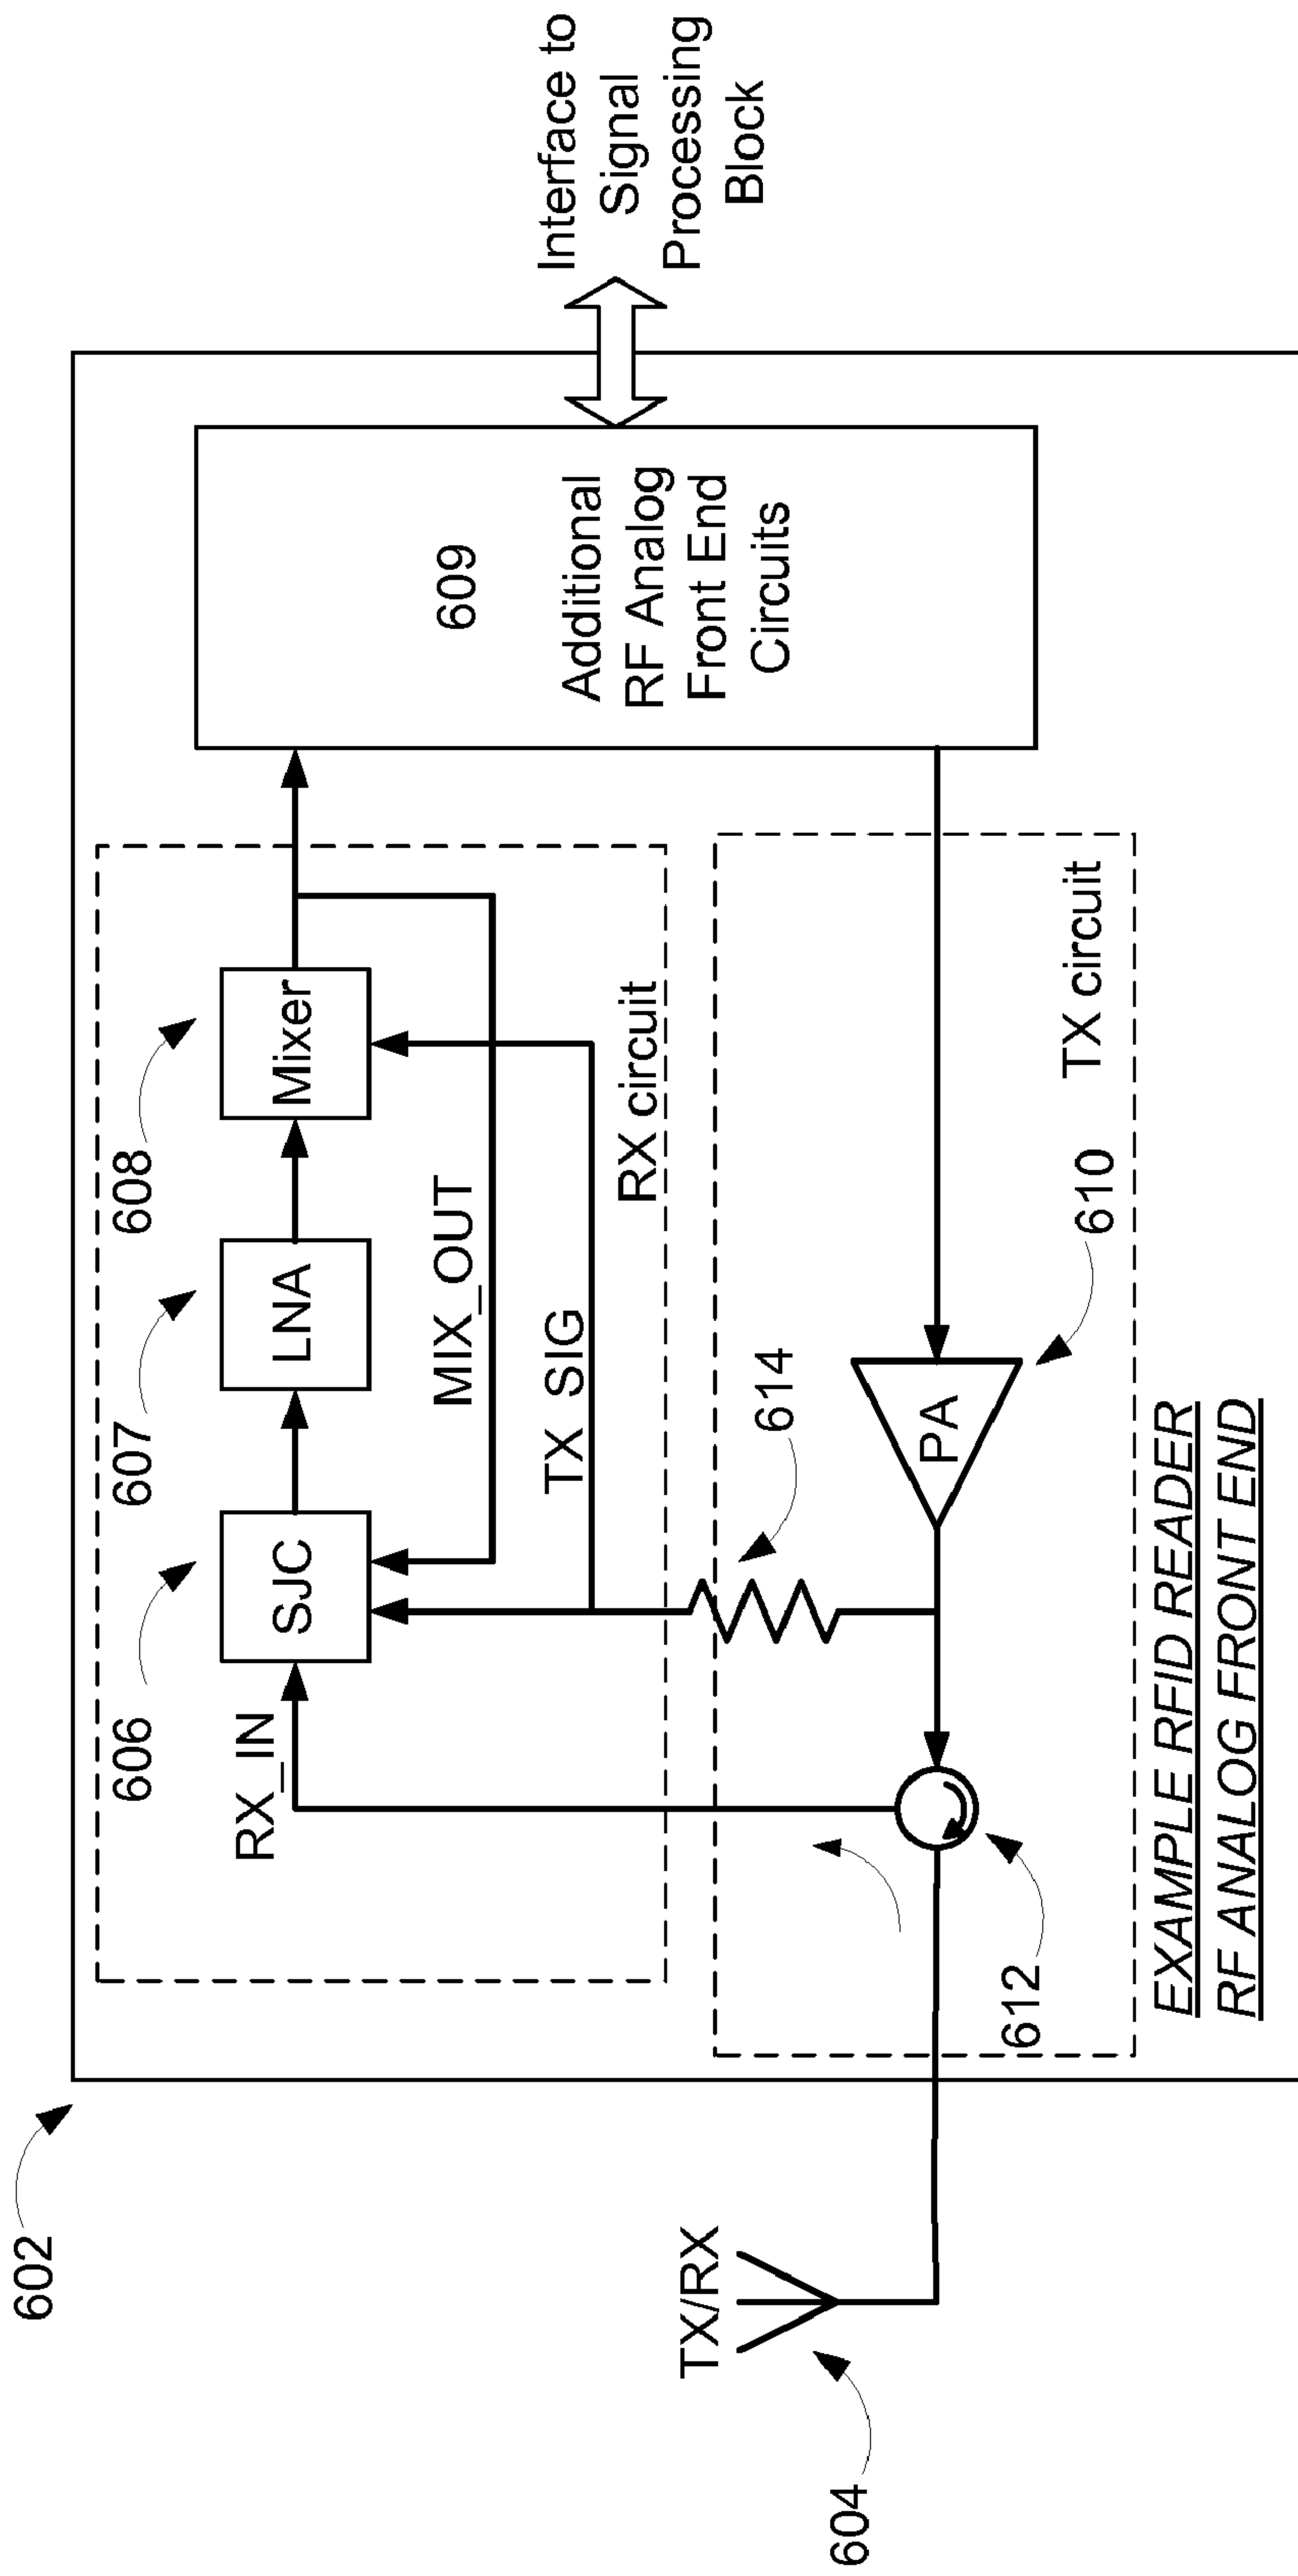 602
604
TX/RX
606
607
608
RX_IN
SJC
LNA
Mixer
MIX_OUT
TX_SIG
RX circuit
609
Additional
RF Analog
Front End
Circuits
Interface to
Signal
Processing
Block
614
PA
612
610
TX circuit
EXAMPLE RFID READER
RF ANALOG FRONT END